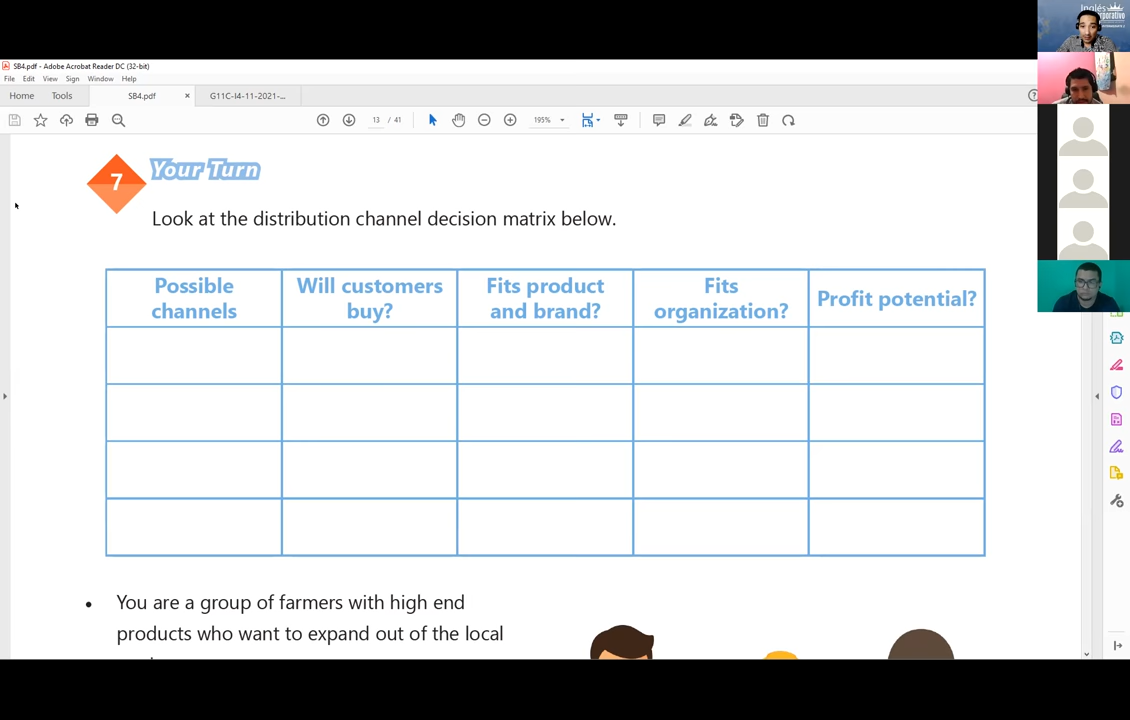 SB4.pdf - Adobe Acrobat Reader DC (32-bit)
File Edit View Sign Window Help
Home Tools SB4.pdf × G11C-I4-11-2021-...
13 / 41 195%
7 Your Turn
Look at the distribution channel decision matrix below.
Possible channels
Will customers buy?
Fits product and brand?
Fits organization?
Profit potential?
• You are a group of farmers with high end
products who want to expand out of the local
Inglés